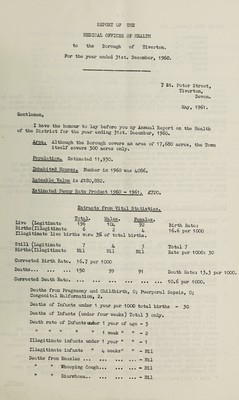 REPORT OF THE
MEDICAL OFFICER OF HEALTH
to the Borough of Tiverton.
For the year ended 31st. December, 1960.
7 St. Peter Street,
Tiverton,
Devon.
May, 1961.
Gentlemen,
I have the honour to lay before you my Annual Report on the Health
of the District for the year ending 31st. December, 1960.
Area. Although the Borough covers an area of 17,680 acres, the Town
itself covers 300 acres only.
Population. Estimated 11,930.
Inhabited Houses. Number in 1960 was 4086.
Rateable Value is £180,882.
Estimated Penny Rate Product 1960 - 1961. £720.
Extracts from Vital Statistics.
Total. Males. Females.
Live (Legitimate 196 104 92 Birth Rate:
Births(Illegitimate 6 2 4 16.6 per 1000
Illegitimate live births were 3% of total births.
Still (Legitimate 7 4 3 Total 7
Births(Illegitimate Nil Nil Nil Rate per 1000: 30
Corrected Birth Rate. 16.7 per 1000
Deaths... ... ... 150 59 91 Death Rate: 13.3 per 1000.
Corrected Death Rate. ... ... ... ... ... ... 10.6 per 1000.
Deaths from Pregnancy and Childbirth, 0; Puerperal Sepsis, 0;
Congenital Malformation, 2.
Deaths of Infants under 1 year per 1000 total births - 30
Deaths of Infants (under four weeks) Total 3 only.
Death rate of Infants under 1 year of age - 3
" " " " " 1 week " " - 2
Illegitimate infants under 1 year " - 1
Illegitimate infants " 4 weeks" " - Nil
Deaths from Measles ... ... ... ... - Nil
" " Whooping Cough... ... ... - Nil
" " Diarrhoea... ... ... ... - Nil